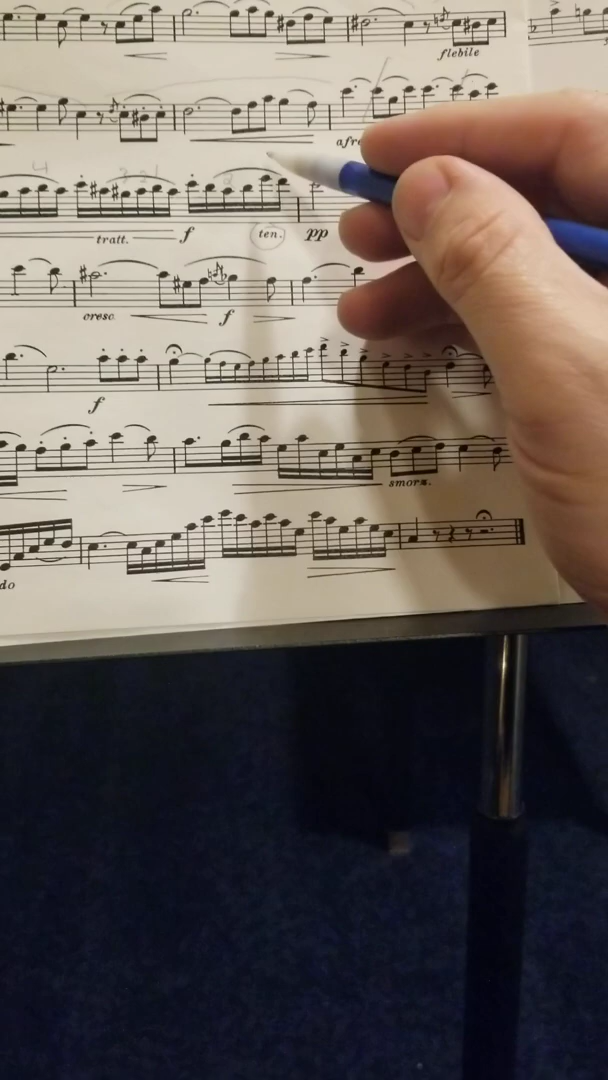 flebile
tratt. f ten. pp
cresc. f
f
smorz.
do